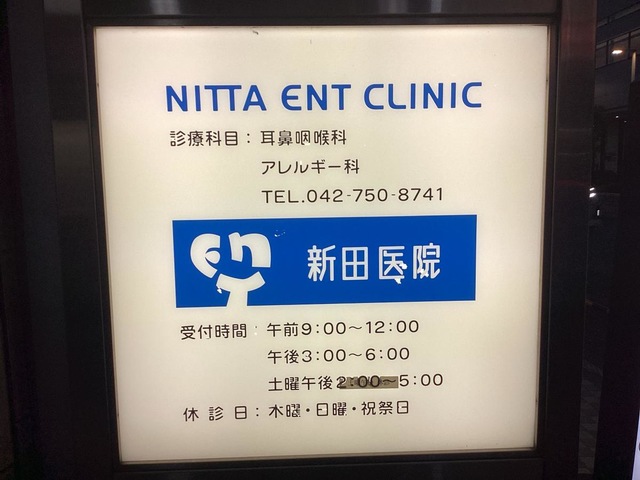 NITTA ENT CLINIC
診療科目：耳鼻咽喉科
アレルギー科
TEL.042-750-8741
ent
新田医院
受付時間：午前9：00〜12：00
午後3：00〜6：00
土曜午後2：00〜5：00
休診日：木曜・日曜・祝祭日